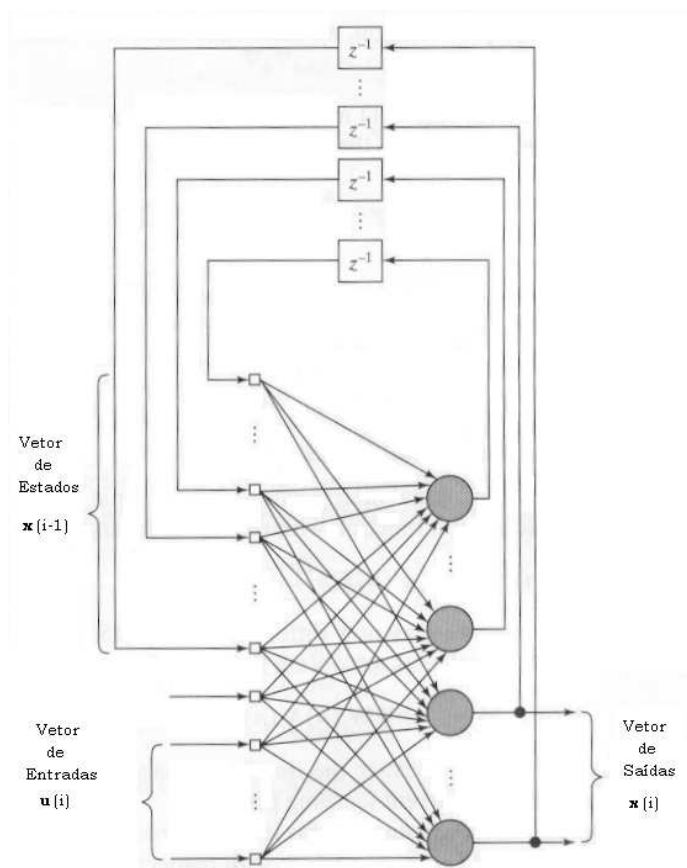 z⁻¹
⋮
z⁻¹
z⁻¹
⋮
z⁻¹
Vetor
de
Estados
x(i-1)
Vetor
de
Entradas
u(i)
Vetor
de
Saídas
x(i)